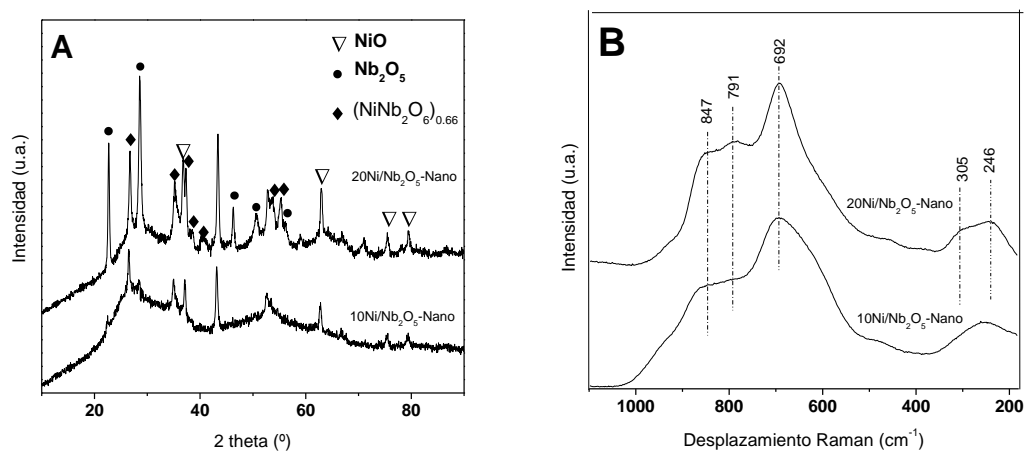 A
NiO
Nb₂O₅
(NiNb₂O₆)₀.₆₆
20Ni/Nb₂O₅-Nano
10Ni/Nb₂O₅-Nano
Intensidad (u.a.)
20 40 60 80
2 theta (º)
B
847
791
692
305
246
20Ni/Nb₂O₅-Nano
10Ni/Nb₂O₅-Nano
Intensidad (u.a.)
1000 800 600 400 200
Desplazamiento Raman (cm⁻¹)